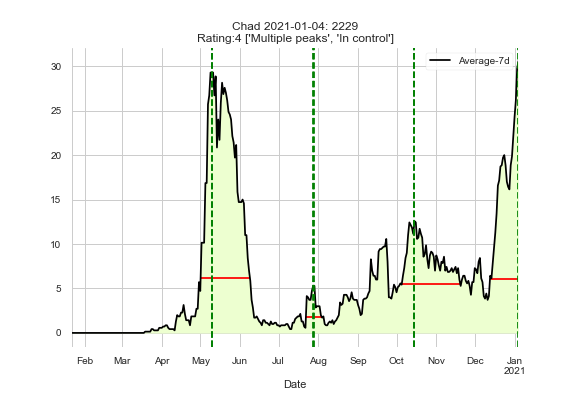 Chad 2021-01-04: 2229
Rating:4 ['Multiple peaks', 'In control']
Average-7d
30
25
20
15
10
5
0
Feb Mar Apr May Jun Jul Aug Sep Oct Nov Dec Jan
2021
Date